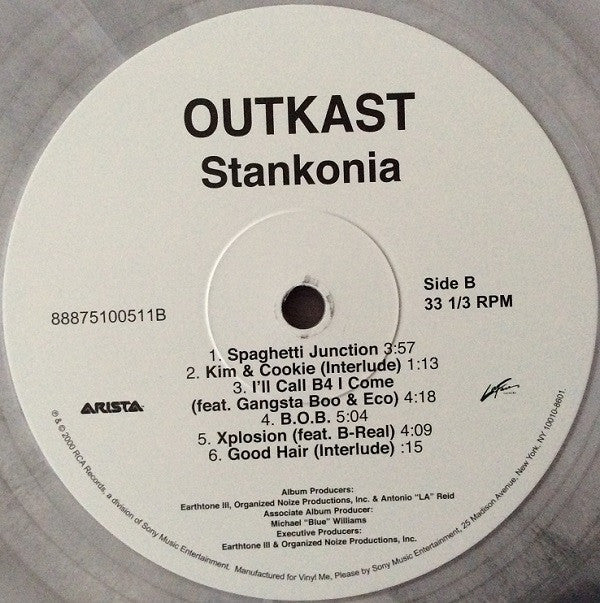 OUTKAST
Stankonia
Side B
33 1/3 RPM
88875100511B
1. Spaghetti Junction 3:57
2. Kim & Cookie (Interlude) 1:13
3. I'll Call B4 I Come
(feat. Gangsta Boo & Eco) 4:18
4. B.O.B. 5:04
5. Xplosion (feat. B-Real) 4:09
6. Good Hair (Interlude) :15
ARISTA
LaFace
Album Producers:
Earthtone III, Organized Noize Productions, Inc. & Antonio "LA" Reid
Associate Album Producer:
Michael "Blue" Williams
Executive Producers:
Earthtone III & Organized Noize Productions, Inc.
℗ & © 2000 RCA Records, a division of Sony Music Entertainment. Manufactured for Vinyl Me, Please by Sony Music Entertainment, 25 Madison Avenue, New York, NY 10010-8601.